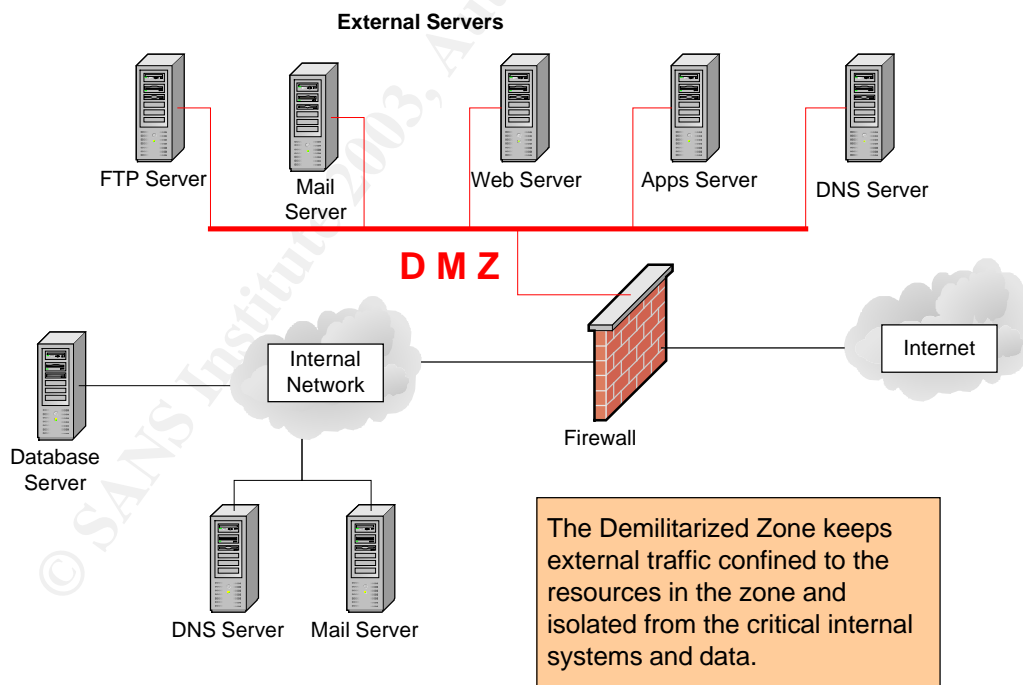 External Servers
FTP Server
Mail
Server
Web Server
Apps Server
DNS Server
D M Z
Internal
Network
Internet
Firewall
Database
Server
DNS Server
Mail Server
The Demilitarized Zone keeps
external traffic confined to the
resources in the zone and
isolated from the critical internal
systems and data.
© SANS Institute 2003, Au